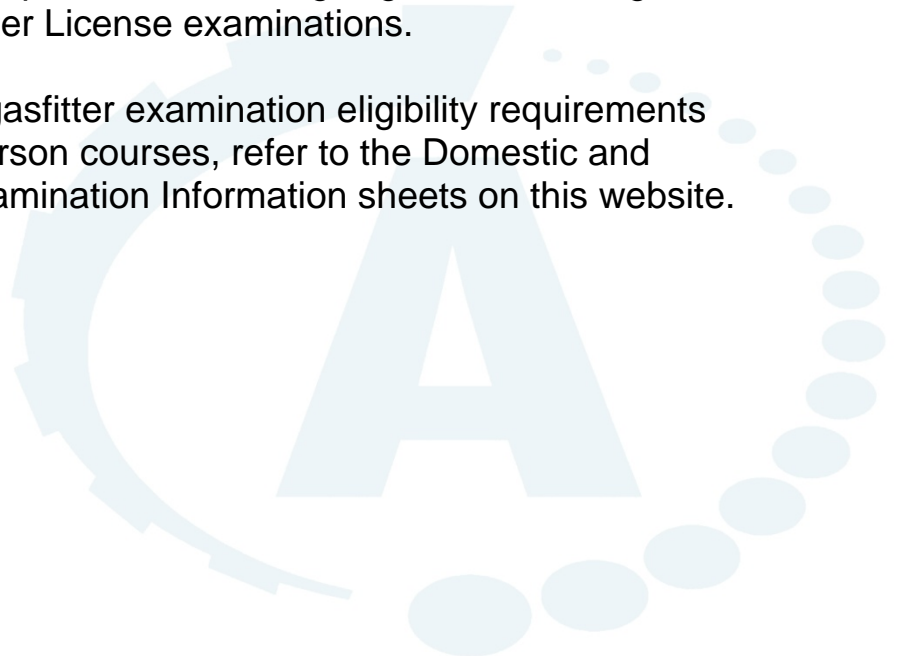 er License examinations.
gasfitter examination eligibility requirements
rson courses, refer to the Domestic and
amination Information sheets on this website.
A